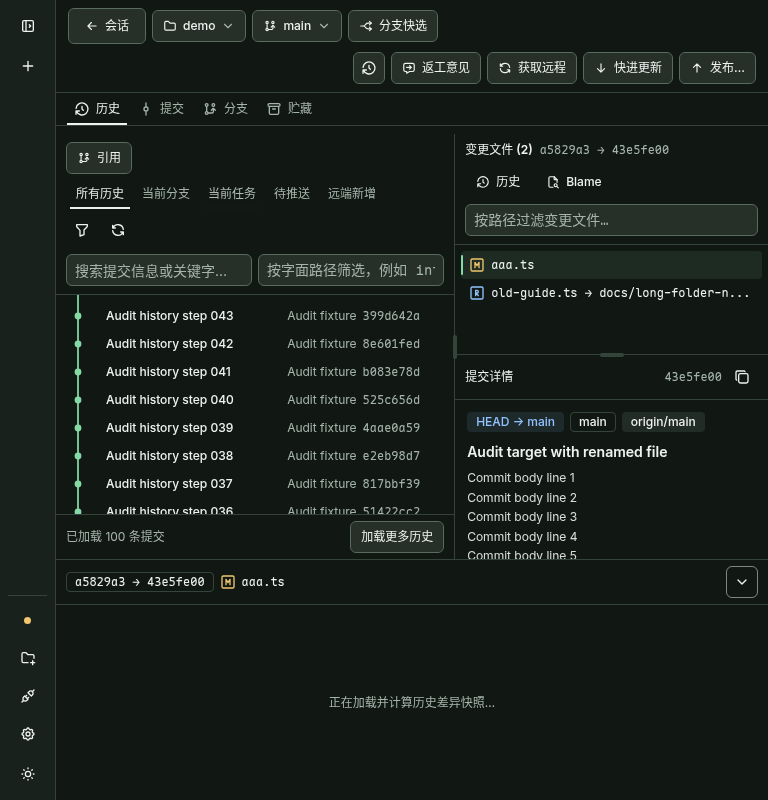 会话
demo
main
分支快选
返工意见
获取远程
快进更新
发布...
历史
提交
分支
贮藏
引用
所有历史
当前分支
当前任务
待推送
远端新增
搜索提交信息或关键字...
按字面路径筛选，例如 in
Audit history step 043 Audit fixture 399d642a
Audit history step 042 Audit fixture 8e601fed
Audit history step 041 Audit fixture b083e78d
Audit history step 040 Audit fixture 525c656d
Audit history step 039 Audit fixture 4aae0a59
Audit history step 038 Audit fixture e2eb98d7
Audit history step 037 Audit fixture 817bbf39
Audit history step 036 Audit fixture 51422cc2
已加载 100 条提交
加载更多历史
变更文件 (2) a5829a3 → 43e5fe00
历史
Blame
按路径过滤变更文件…
M aaa.ts
R old-guide.ts → docs/long-folder-n...
提交详情
43e5fe00
HEAD → main
main
origin/main
Audit target with renamed file
Commit body line 1
Commit body line 2
Commit body line 3
Commit body line 4
Commit body line 5
a5829a3 → 43e5fe00
M aaa.ts
正在加载并计算历史差异快照…